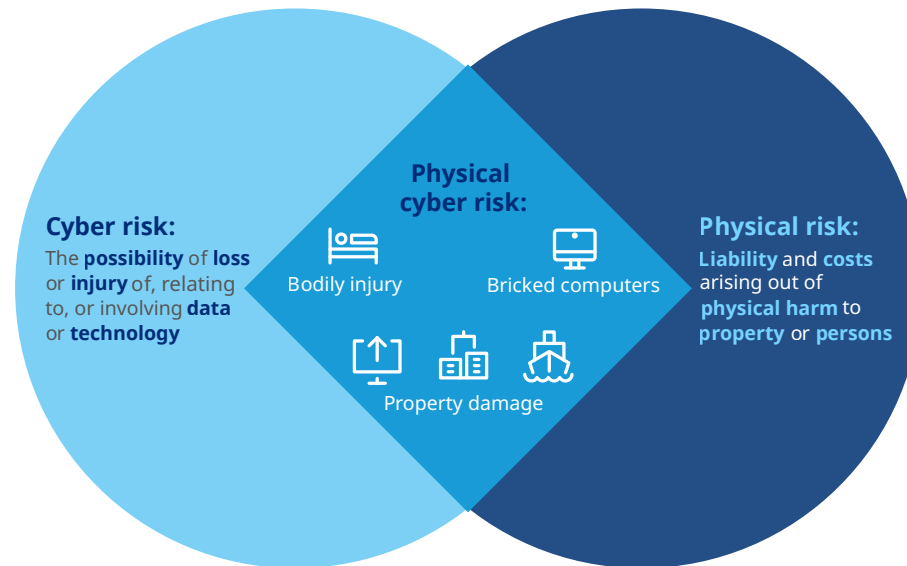 Physical
cyber risk:
Cyber risk:
The possibility of loss
or injury of, relating
to, or involving data
or technology
Bodily injury
Bricked computers
Property damage
Physical risk:
Liability and costs
arising out of
physical harm to
property or persons